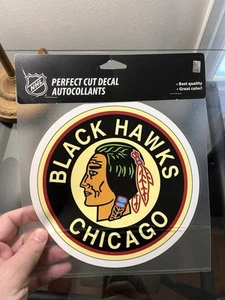 NHL
PERFECT CUT DECAL
AUTOCOLLANTS
• Best quality
• Great color!
BLACK HAWKS
CHICAGO